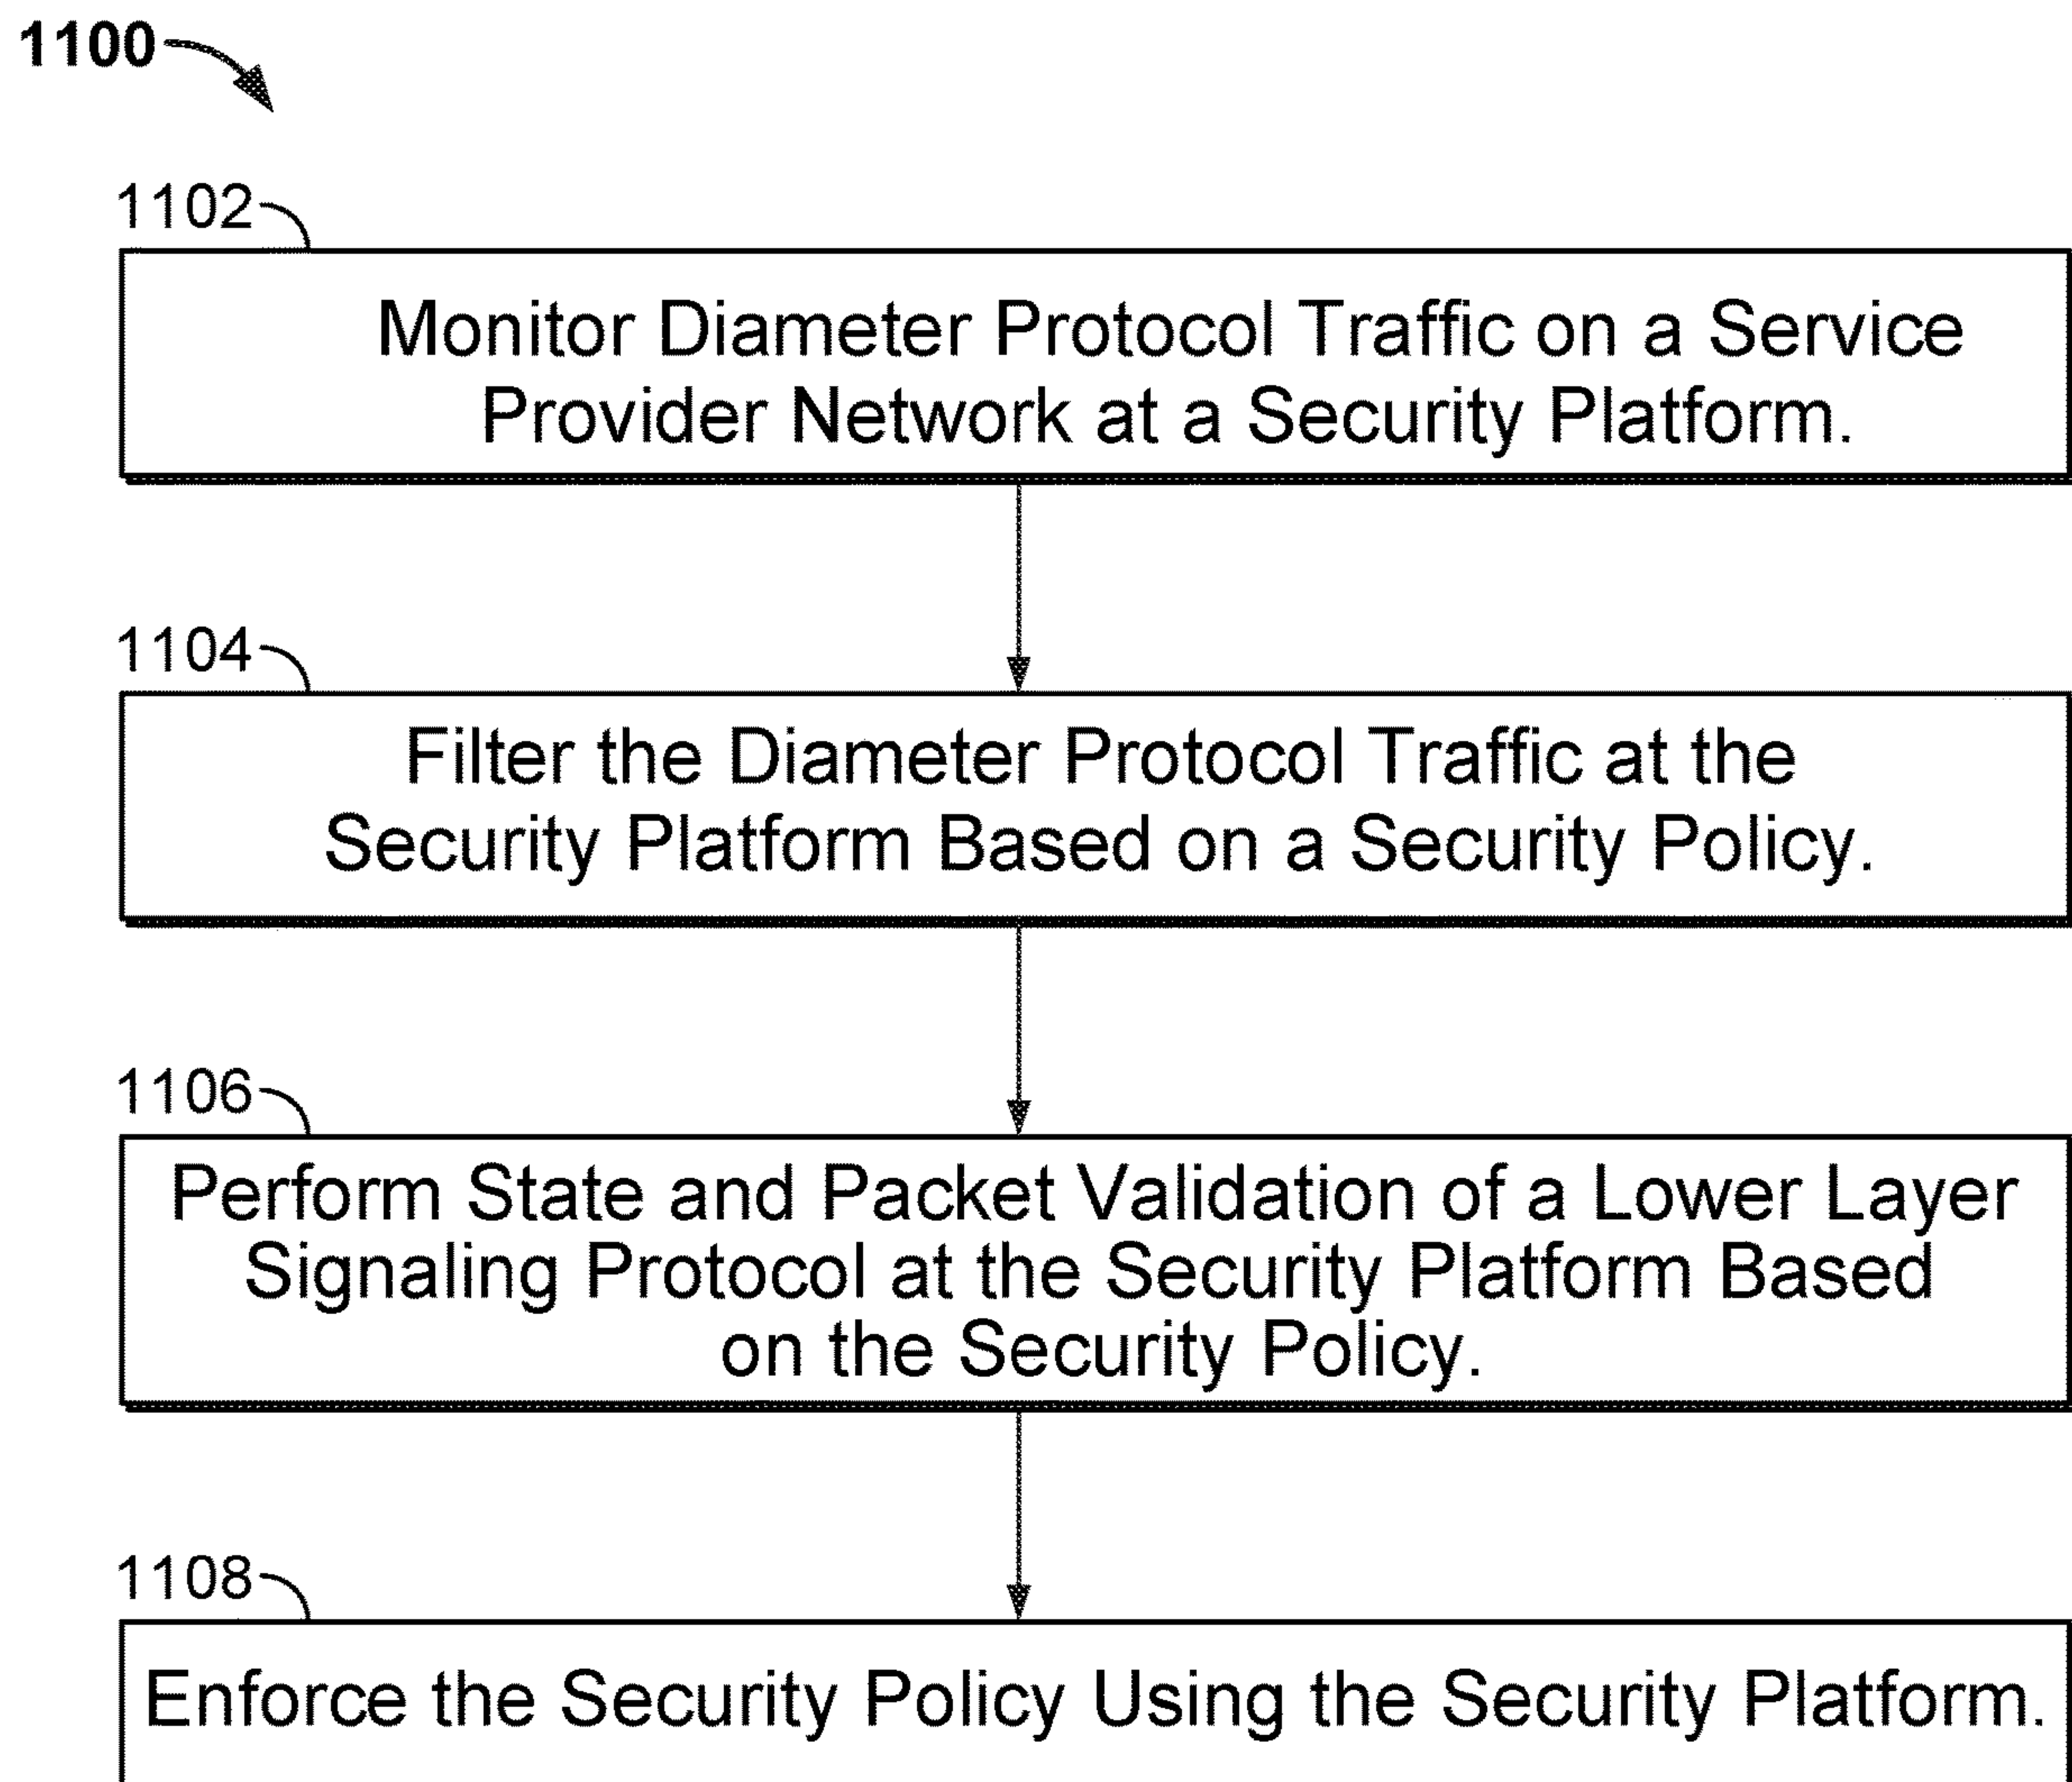 1100
1102
Monitor Diameter Protocol Traffic on a Service
Provider Network at a Security Platform.
1104
Filter the Diameter Protocol Traffic at the
Security Platform Based on a Security Policy.
1106
Perform State and Packet Validation of a Lower Layer
Signaling Protocol at the Security Platform Based
on the Security Policy.
1108
Enforce the Security Policy Using the Security Platform.